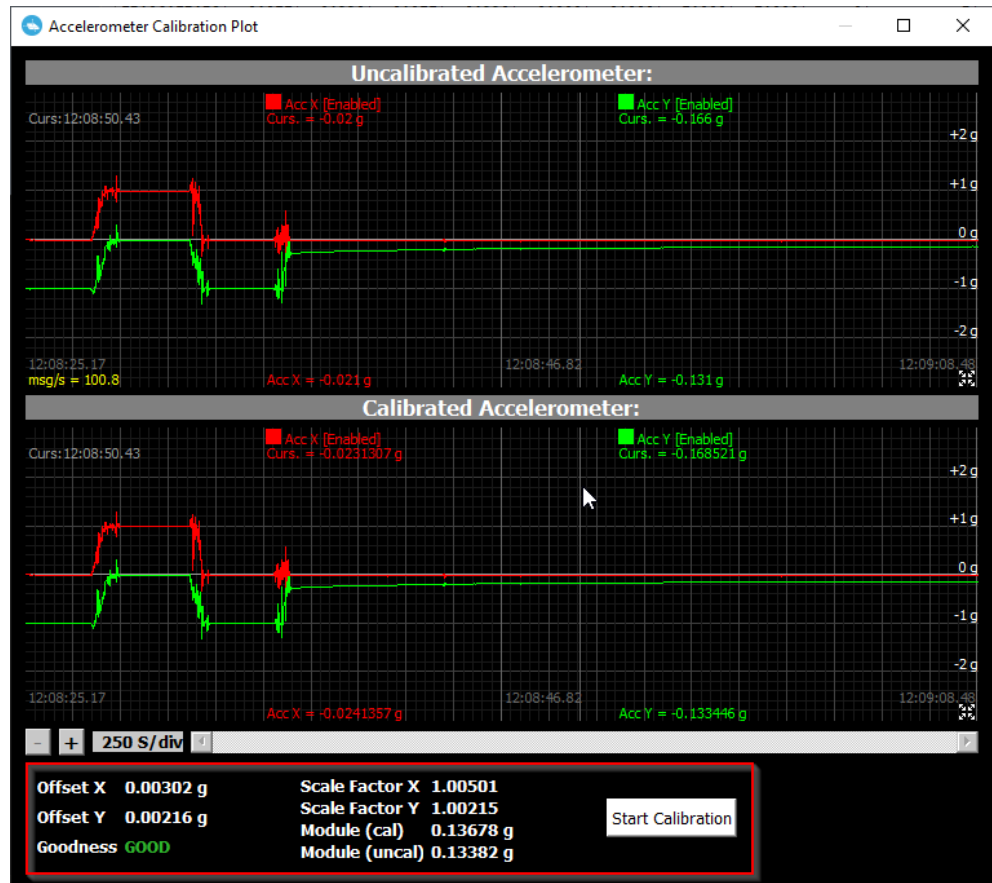 Accelerometer Calibration Plot
Uncalibrated Accelerometer:
Acc X [Enabled]
Acc Y [Enabled]
Curs:12:08:50.43
Curs. = -0.02 g
Curs. = -0.166 g
+2 g
+1 g
0 g
-1 g
-2 g
12:08:25.17
12:08:46.82
12:09:08.48
msg/s = 100.8
Acc X = -0.021 g
Acc Y = -0.131 g
Calibrated Accelerometer:
Acc X [Enabled]
Acc Y [Enabled]
Curs:12:08:50.43
Curs. = -0.0231307 g
Curs. = -0.168521 g
+2 g
+1 g
0 g
-1 g
-2 g
12:08:25.17
12:08:46.82
12:09:08.48
Acc X = -0.0241357 g
Acc Y = -0.133446 g
- + 250 S/div
Offset X 0.00302 g
Offset Y 0.00216 g
Goodness GOOD
Scale Factor X 1.00501
Scale Factor Y 1.00215
Module (cal) 0.13678 g
Module (uncal) 0.13382 g
Start Calibration